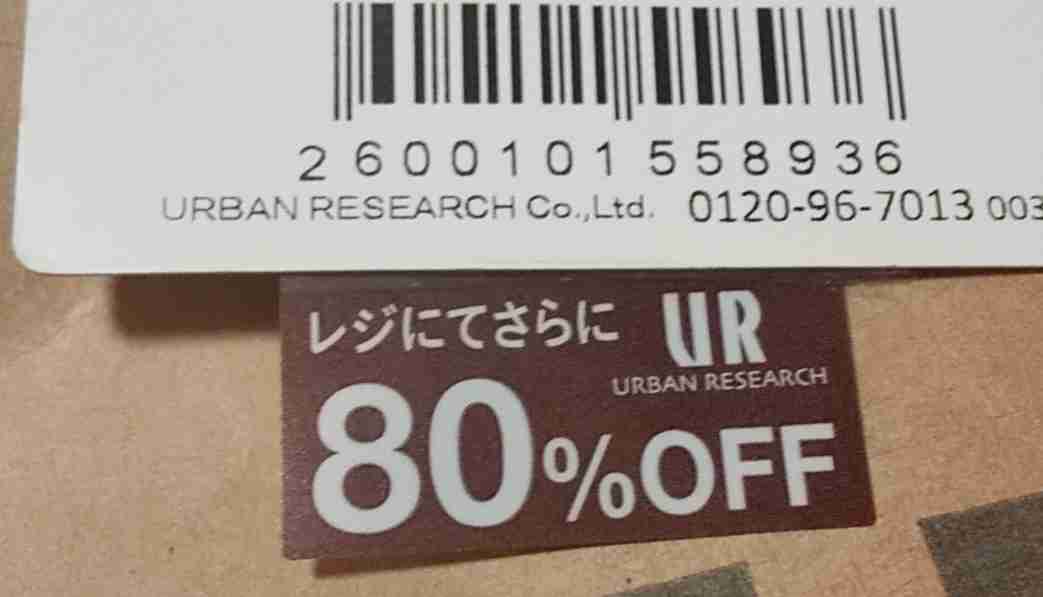 2600101558936
URBAN RESEARCH Co.,Ltd. 0120-96-7013 003
レジにてさらに
UR
URBAN RESEARCH
80%OFF